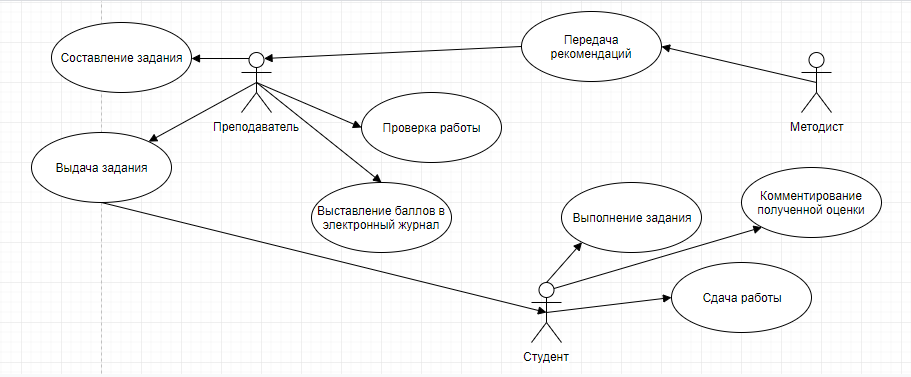 Передача
рекомендаций
Составление задания
Преподаватель
Методист
Проверка работы
Выдача задания
Выставление баллов в
электронный журнал
Выполнение задания
Комментирование
полученной оценки
Сдача работы
Студент